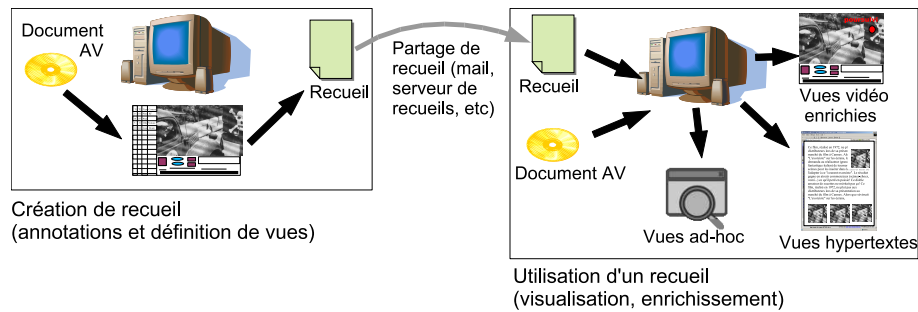 Document
AV
Recueil
Création de recueil
(annotations et définition de vues)
Partage de
recueil (mail,
serveur de
recueils, etc)
Recueil
Document AV
Vues ad-hoc
Vues vidéo
enrichies
Vues hypertextes
Utilisation d'un recueil
(visualisation, enrichissement)